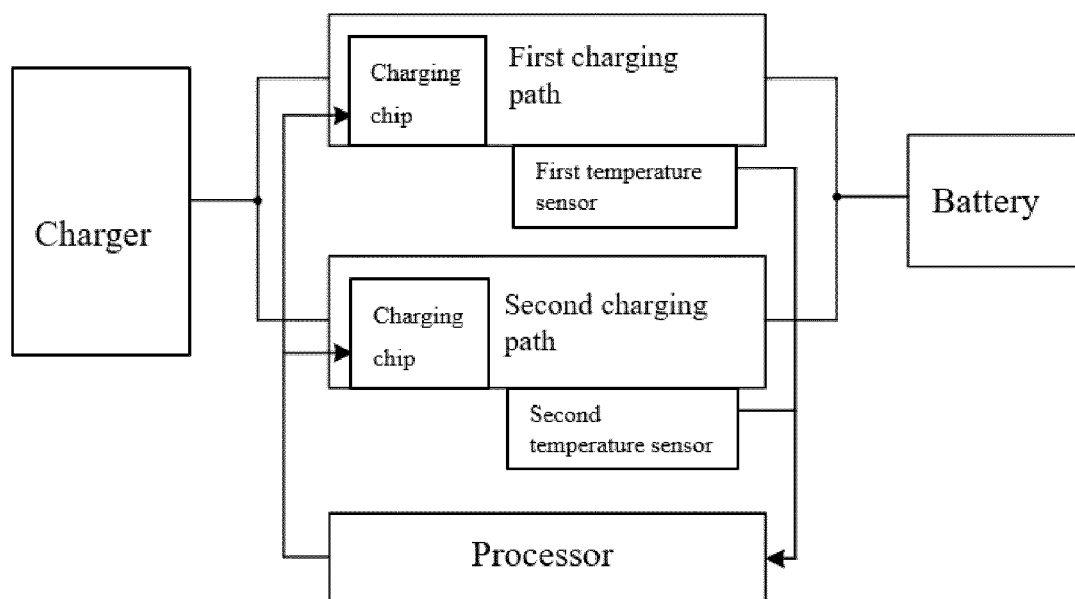 Charger
Charging
chip
First charging
path
First temperature
sensor
Charging
chip
Second charging
path
Second
temperature sensor
Processor
Battery